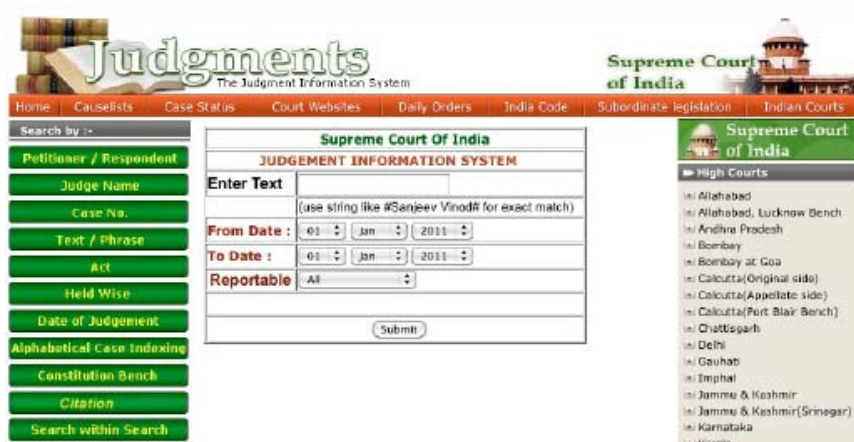 Judgments
The Judgment Information System
Supreme Court
of India
Home Causelists Case Status Court Websites Daily Orders India Code Subordinate legislation Indian Courts
Search by :-
Petitioner / Respondent
Judge Name
Case No.
Text / Phrase
Act
Held Wise
Date of Judgement
Alphabetical Case Indexing
Constitution Bench
Citation
Search within Search
Supreme Court Of India
JUDGEMENT INFORMATION SYSTEM
Enter Text
(use string like #Sanjeev Vinod# for exact match)
From Date : 01 Jan 2011
To Date : 01 Jan 2011
Reportable All
Submit
Supreme Court
of India
High Courts
Allahabad
Allahabad, Lucknow Bench
Andhra Pradesh
Bombay
Bombay at Goa
Calcutta(Original side)
Calcutta(Appellate side)
Calcutta(Port Blair Bench)
Chattisgarh
Delhi
Gauhati
Imphal
Jammu & Kashmir
Jammu & Kashmir(Srinagar)
Karnataka